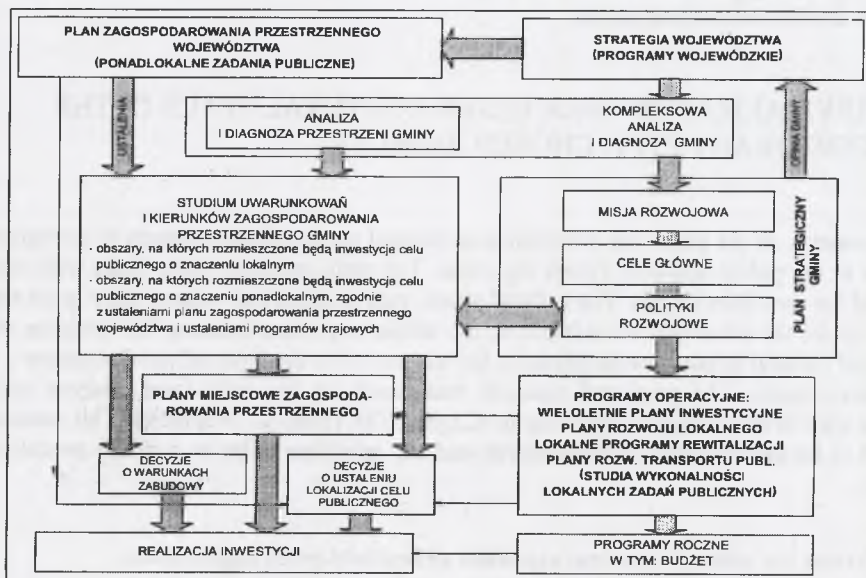 PLAN ZAGOSPODAROWANIA PRZESTRZENNEGO
WOJEWÓDZTWA
(PONADLOKALNE ZADANIA PUBLICZNE)
STRATEGIA WOJEWÓDZTWA
(PROGRAMY WOJEWÓDZKIE)
USTALENIA
ANALIZA
I DIAGNOZA PRZESTRZENI GMINY
KOMPLEKSOWA
ANALIZA
I DIAGNOZA GMINY
OPINIA GMINY
STUDIUM UWARUNKOWAŃ
I KIERUNKÓW ZAGOSPODAROWANIA
PRZESTRZENNEGO GMINY
- obszary, na których rozmieszczone będą inwestycje celu
publicznego o znaczeniu lokalnym
- obszary, na których rozmieszczone będą inwestycje celu
publicznego o znaczeniu ponadlokalnym, zgodnie
z ustaleniami planu zagospodarowania przestrzennego
województwa i ustaleniami programów krajowych
MISJA ROZWOJOWA
CELE GŁÓWNE
POLITYKI
ROZWOJOWE
PLAN STRATEGICZNY
GMINY
PLANY MIEJSCOWE ZAGOSPODA-
ROWANIA PRZESTRZENNEGO
PROGRAMY OPERACYJNE:
WIELOLETNIE PLANY INWESTYCYJNE
PLANY ROZWOJU LOKALNEGO
LOKALNE PROGRAMY REWITALIZACJI
PLANY ROZW. TRANSPORTU PUBL.
(STUDIA WYKONALNOŚCI
LOKALNYCH ZADAŃ PUBLICZNYCH)
DECYZJE
O WARUNKACH
ZABUDOWY
DECYZJE
O USTALENIU
LOKALIZACJI CELU
PUBLICZNEGO
REALIZACJA INWESTYCJI
PROGRAMY ROCZNE
W TYM: BUDŻET